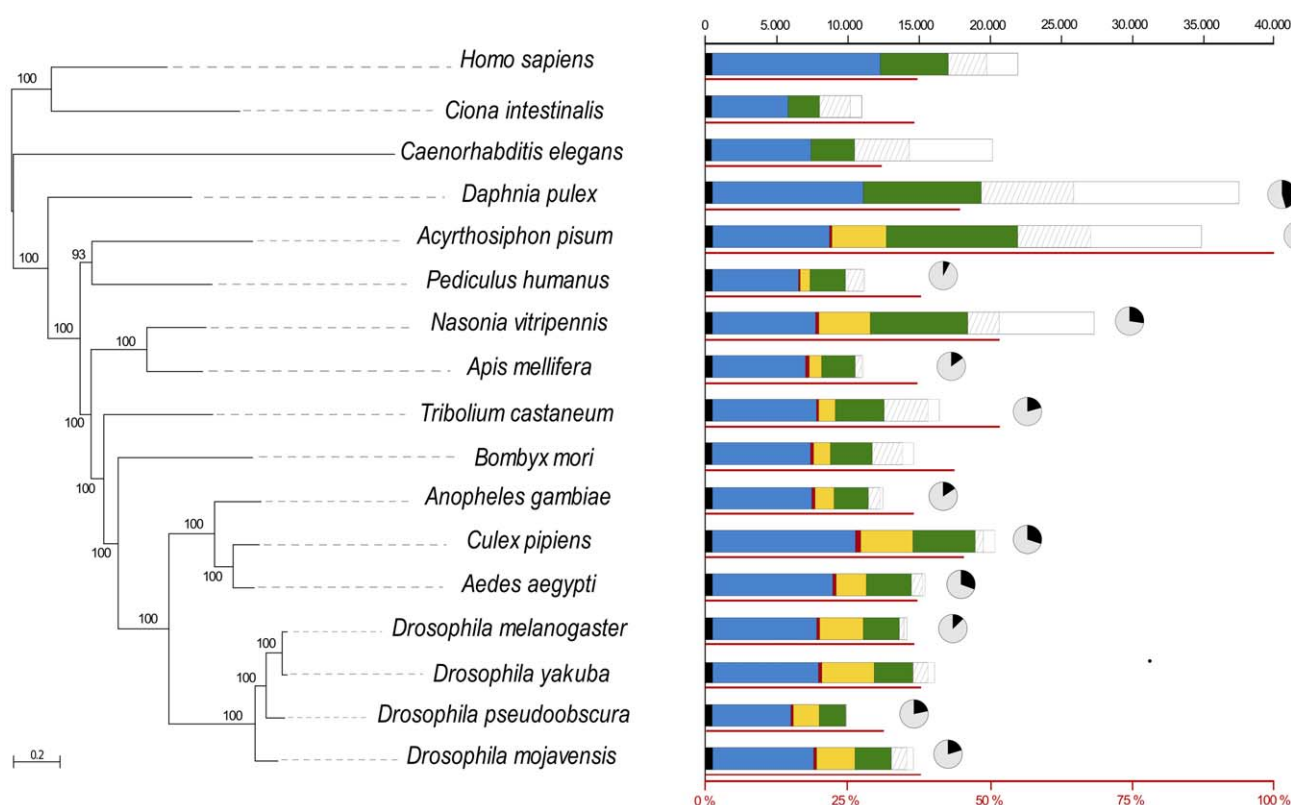 0 5.000 10.000 15.000 20.000 25.000 30.000 35.000 40.000
Homo sapiens
100
Ciona intestinalis
Caenorhabditis elegans
Daphnia pulex
Acyrthosiphon pisum
93
100
Pediculus humanus
Nasonia vitripennis
100
100
Apis mellifera
Tribolium castaneum
100
Bombyx mori
100
Anopheles gambiae
100
Culex pipiens
100
100
Aedes aegypti
Drosophila melanogaster
100
100
Drosophila yakuba
100
Drosophila pseudoobscura
100
Drosophila mojavensis
0.2
0 % 25 % 50 % 75 % 100 %